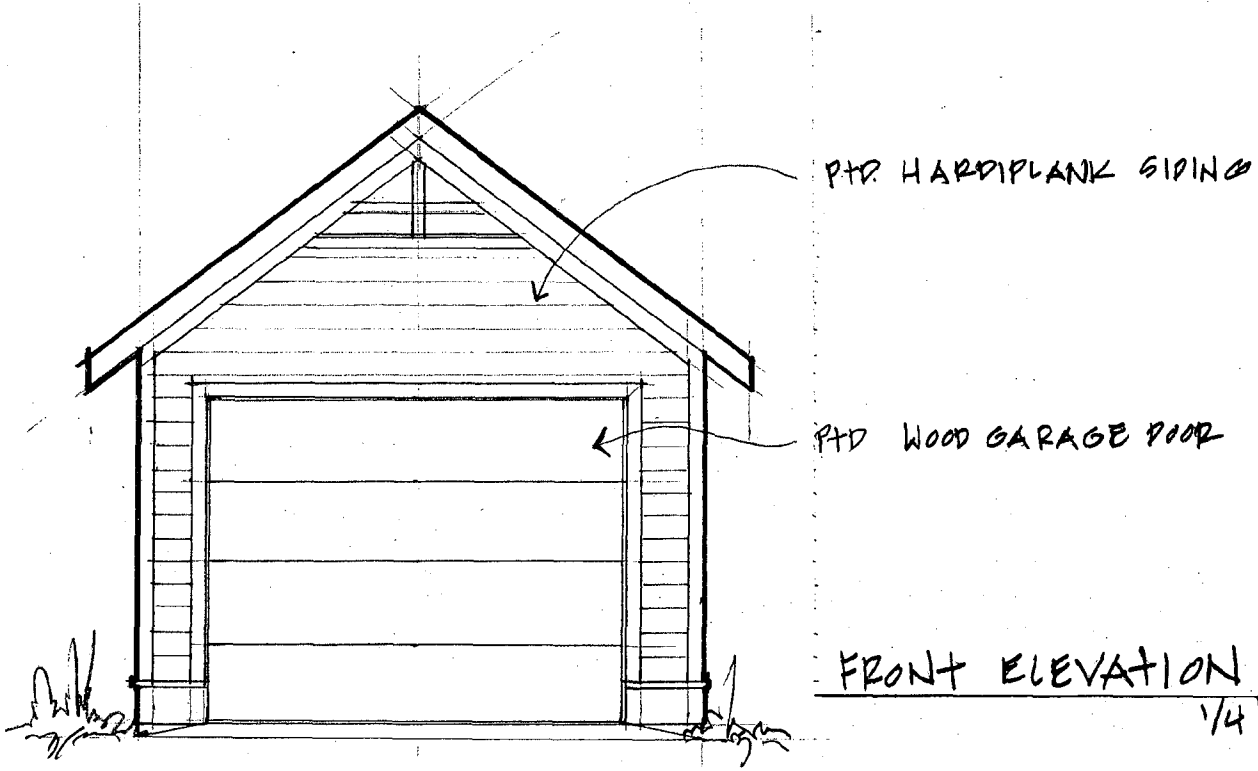 PTD. HARDIPLANK SIDING
PTD WOOD GARAGE DOOR
FRONT ELEVATION
1/4